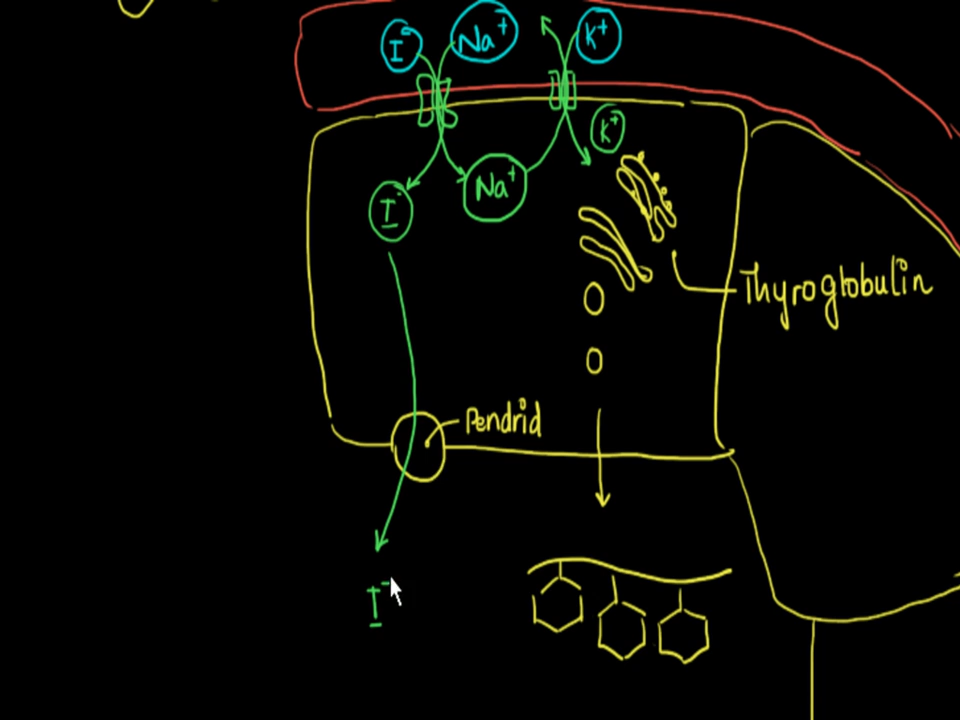 I⁻ Na⁺ K⁺
K⁺
I⁻ Na⁺
Thyroglobulin
Pendrid
I⁻